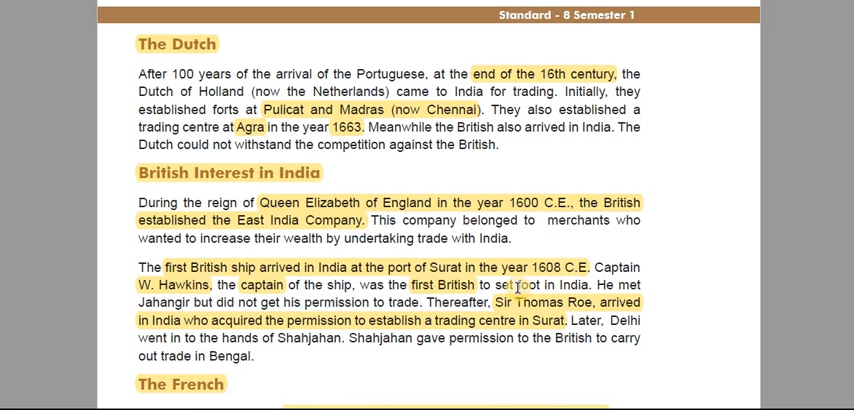 Standard - 8 Semester 1
The Dutch
After 100 years of the arrival of the Portuguese, at the end of the 16th century, the
Dutch of Holland (now the Netherlands) came to India for trading. Initially, they
established forts at Pulicat and Madras (now Chennai). They also established a
trading centre at Agra in the year 1663. Meanwhile the British also arrived in India. The
Dutch could not withstand the competition against the British.
British Interest in India
During the reign of Queen Elizabeth of England in the year 1600 C.E., the British
established the East India Company. This company belonged to merchants who
wanted to increase their wealth by undertaking trade with India.
The first British ship arrived in India at the port of Surat in the year 1608 C.E. Captain
W. Hawkins, the captain of the ship, was the first British to set foot in India. He met
Jahangir but did not get his permission to trade. Thereafter, Sir Thomas Roe, arrived
in India who acquired the permission to establish a trading centre in Surat. Later, Delhi
went in to the hands of Shahjahan. Shahjahan gave permission to the British to carry
out trade in Bengal.
The French